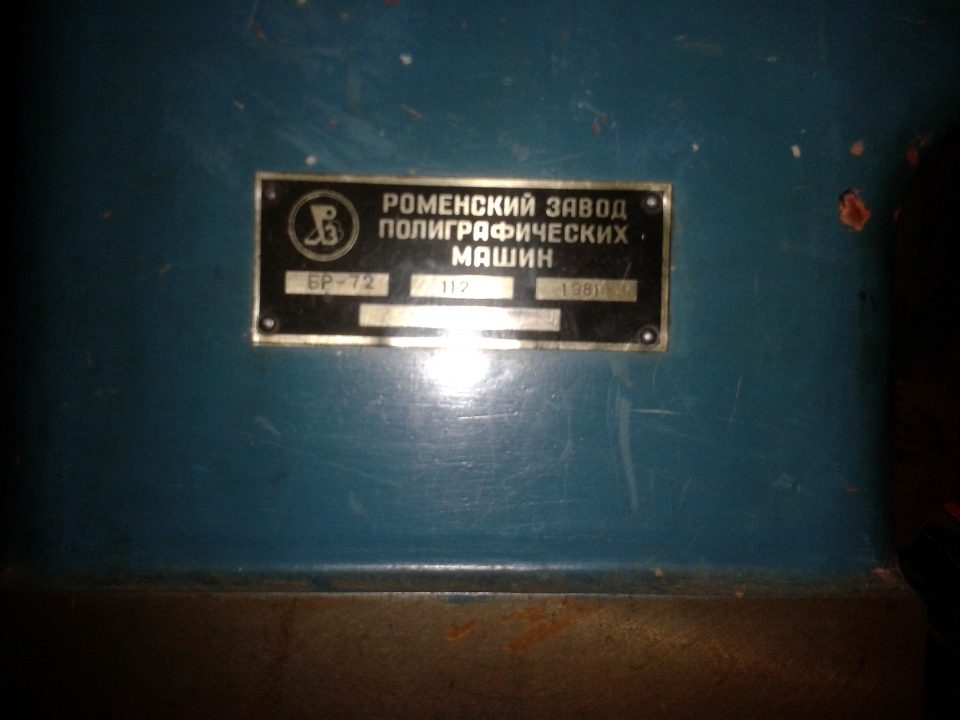 РОМЕНСКИЙ ЗАВОД
ПОЛИГРАФИЧЕСКИХ
МАШИН
БР-72 112 1981